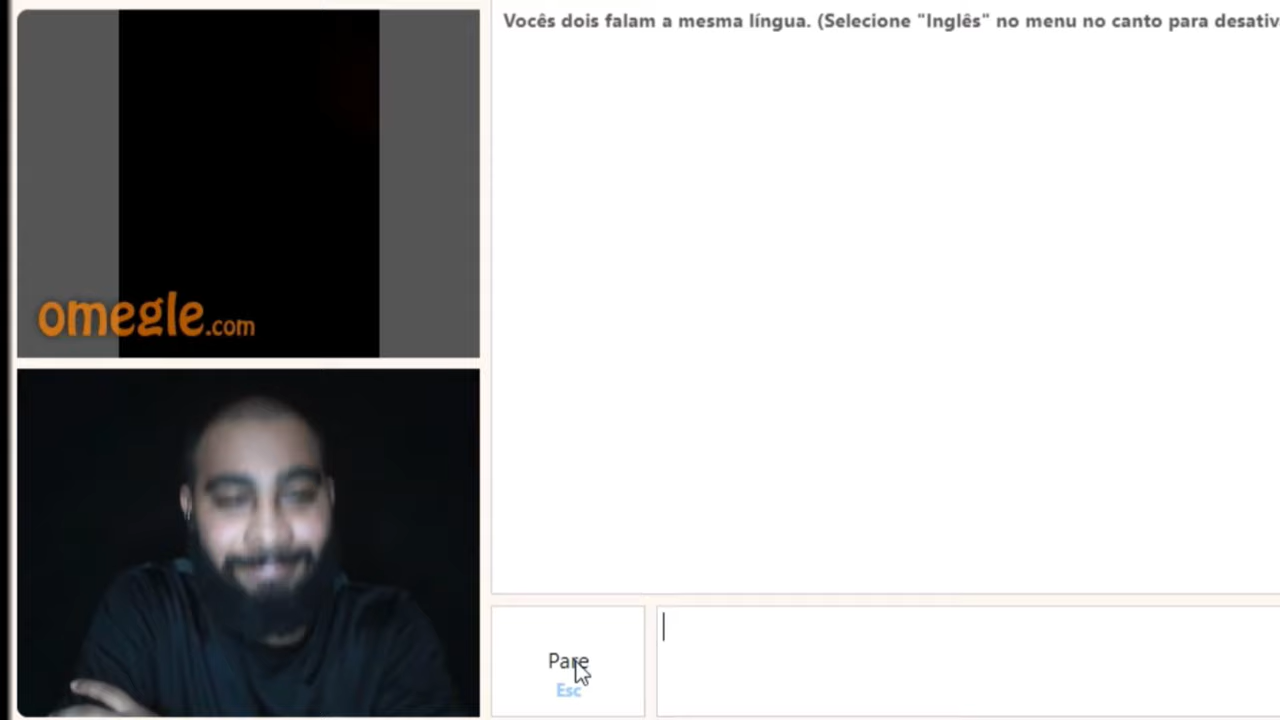 Vocês dois falam a mesma língua. (Selecione "Inglês" no menu no canto para desativ
omegle.com
Pare
Esc